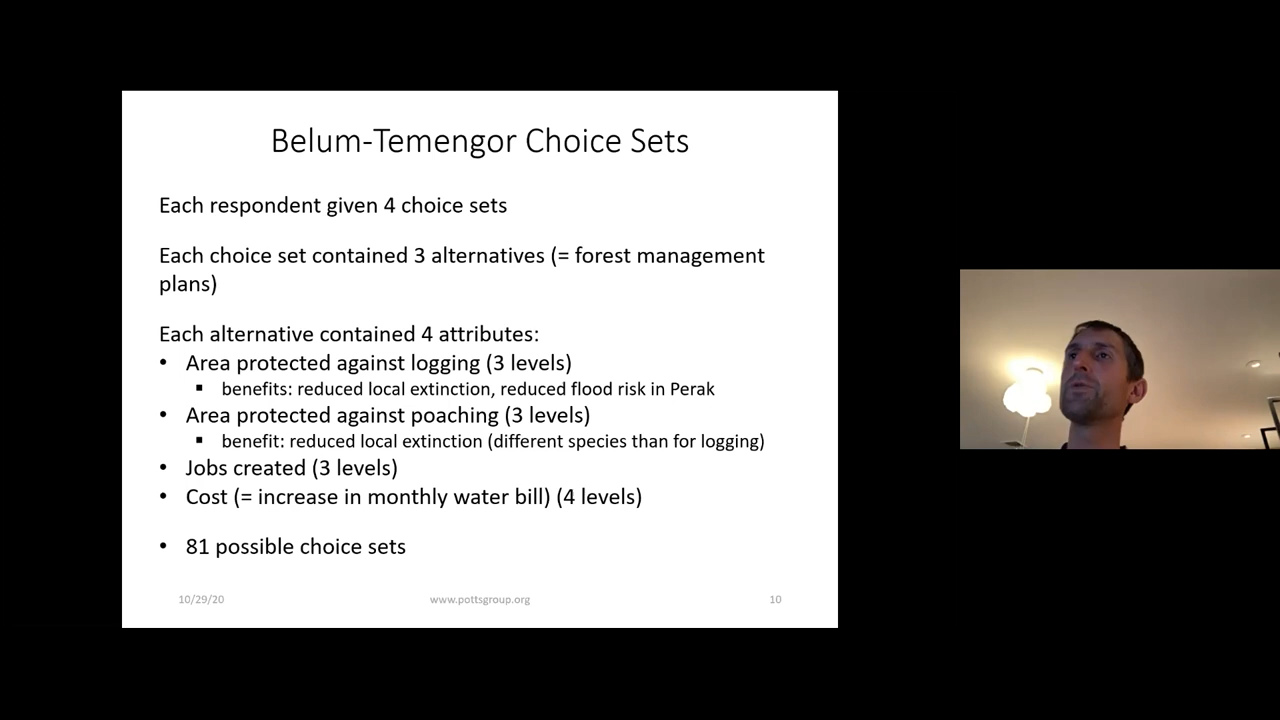 Belum-Temengor Choice Sets
Each respondent given 4 choice sets
Each choice set contained 3 alternatives (= forest management
plans)
Each alternative contained 4 attributes:
• Area protected against logging (3 levels)
▪ benefits: reduced local extinction, reduced flood risk in Perak
• Area protected against poaching (3 levels)
▪ benefit: reduced local extinction (different species than for logging)
• Jobs created (3 levels)
• Cost (= increase in monthly water bill) (4 levels)
• 81 possible choice sets
10/29/20
www.pottsgroup.org
10